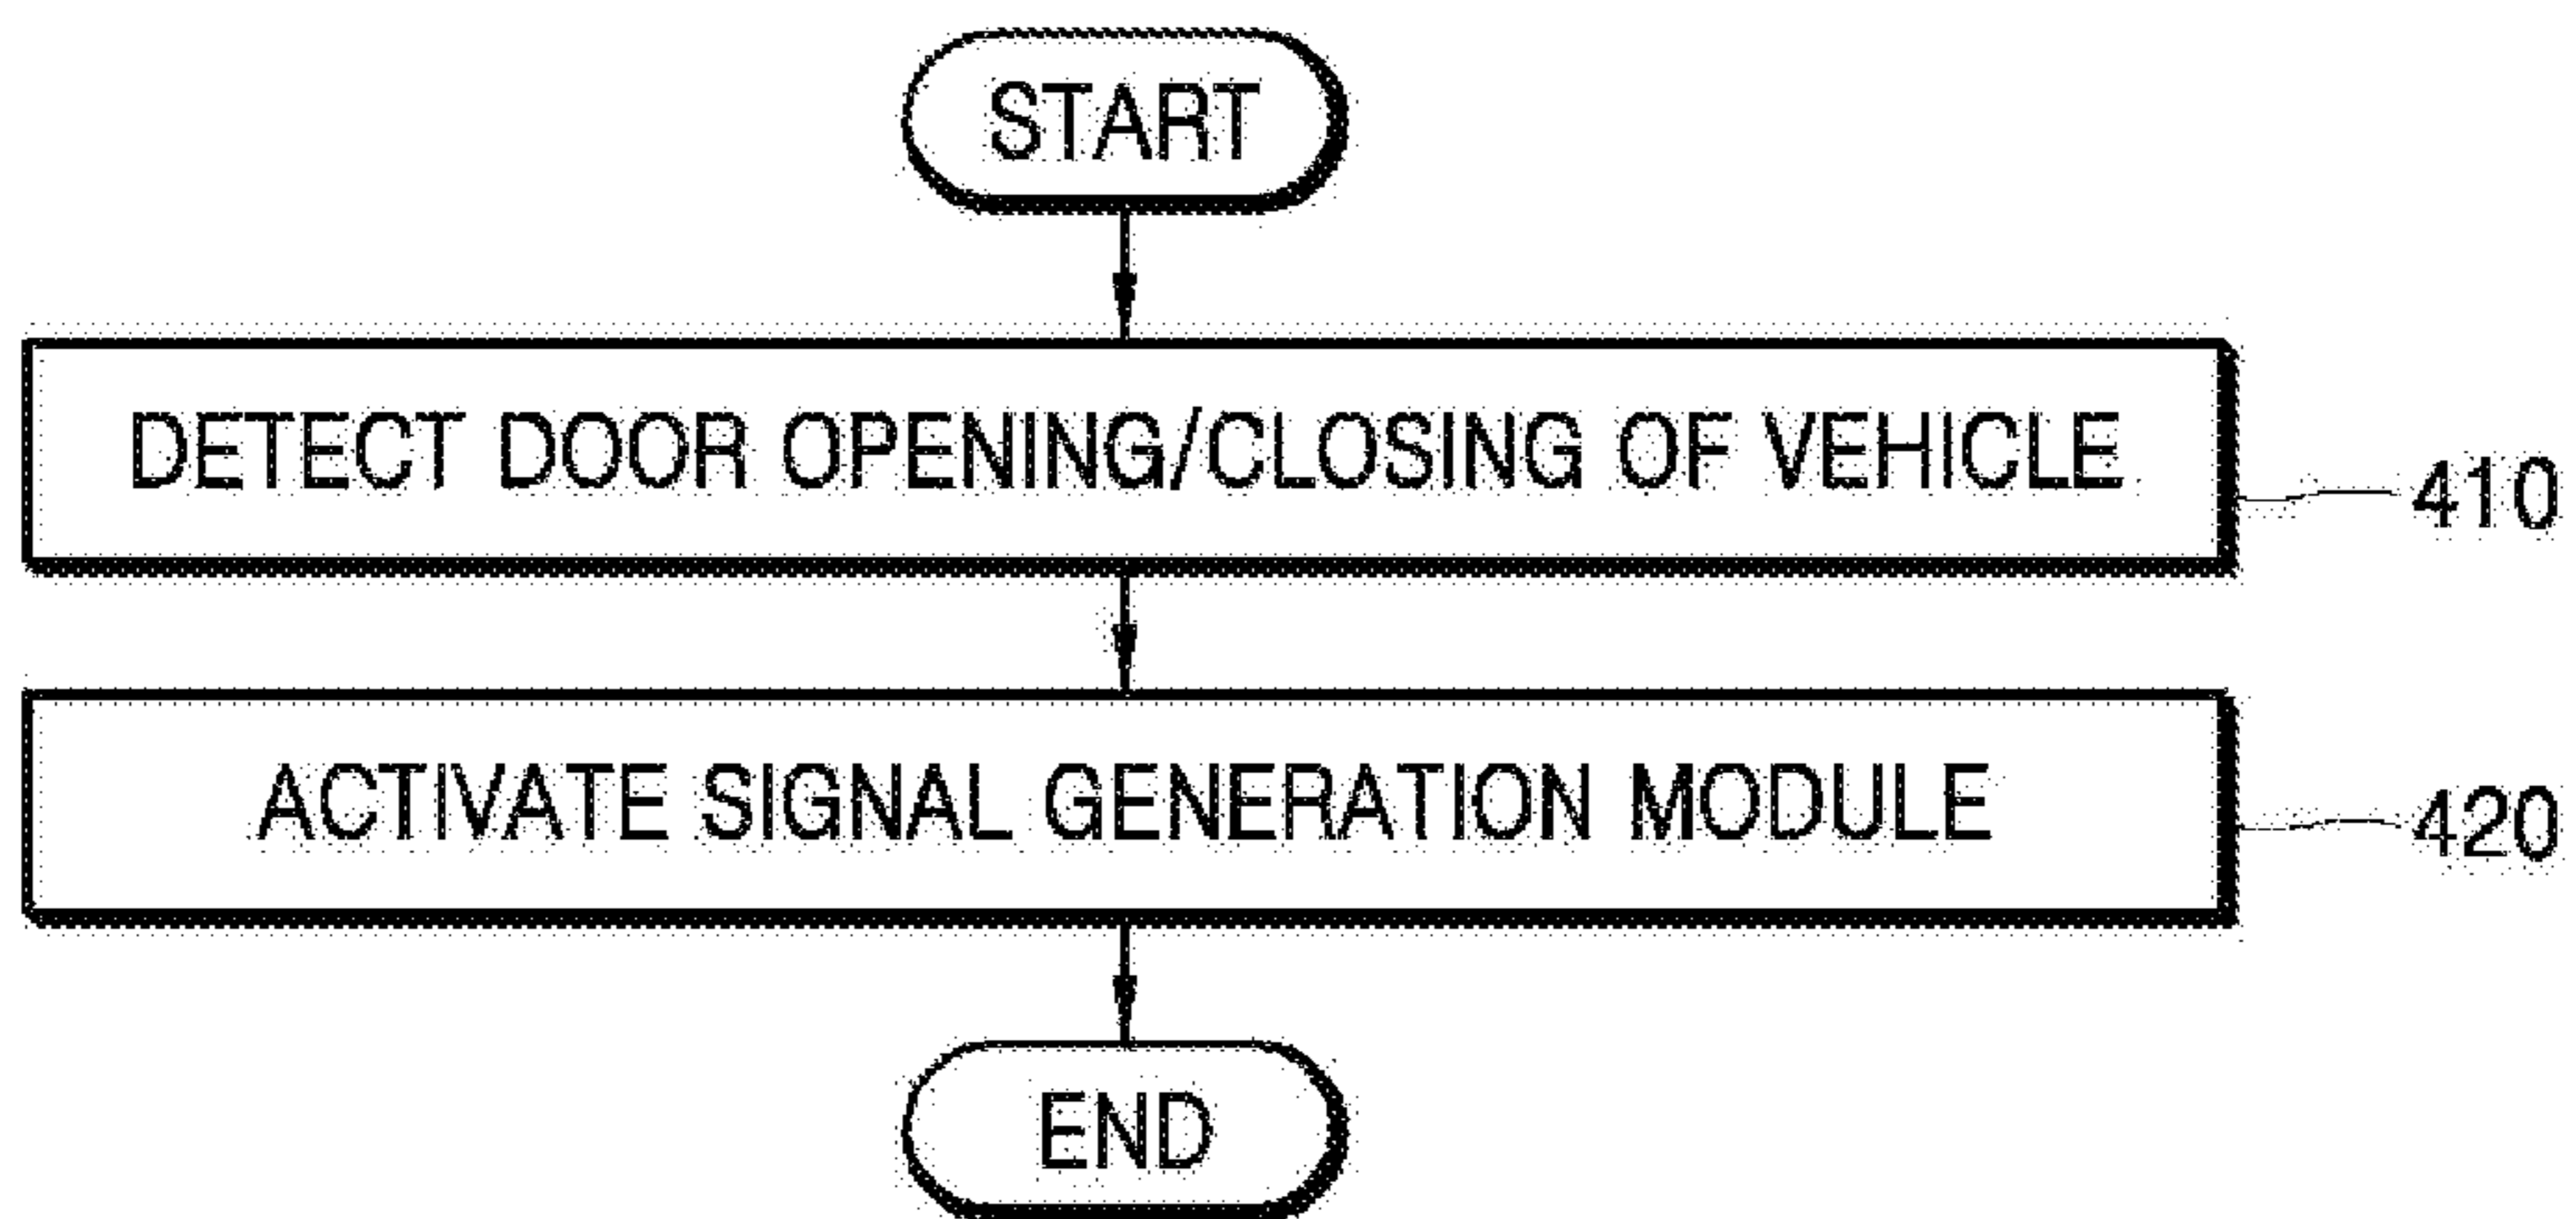 START
DETECT DOOR OPENING/CLOSING OF VEHICLE
410
ACTIVATE SIGNAL GENERATION MODULE
420
END